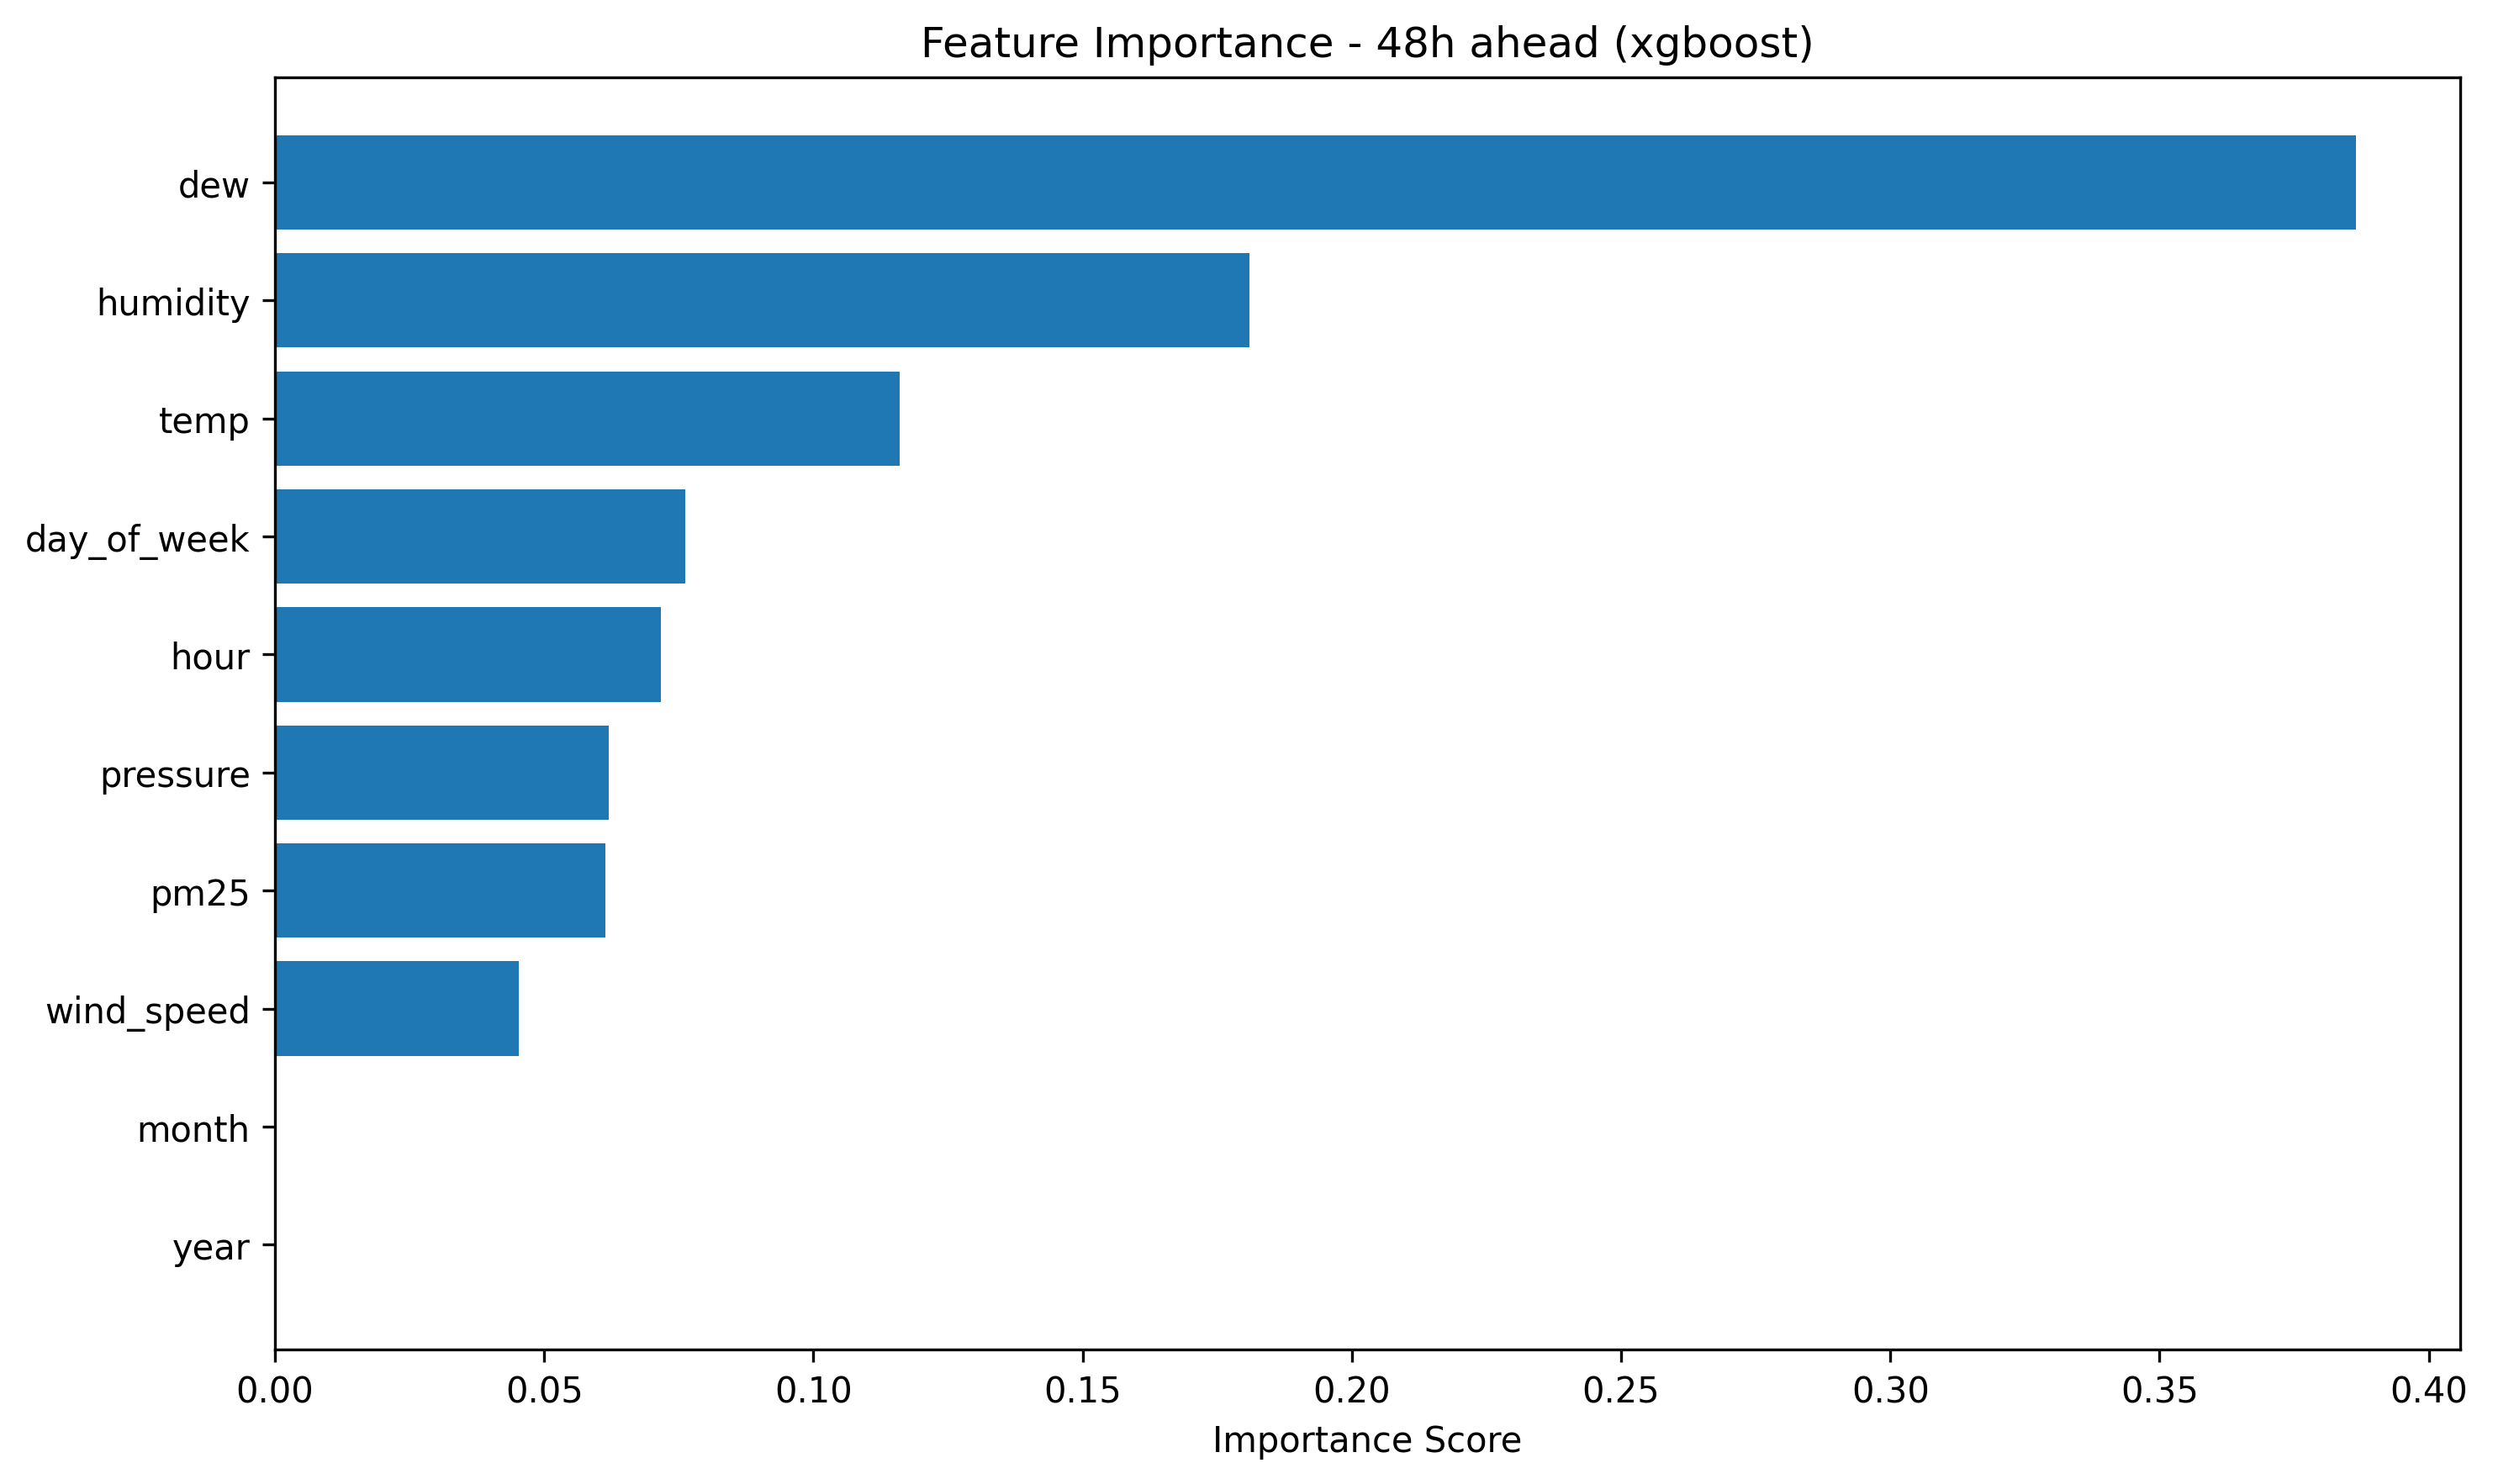 Feature Importance - 48h ahead (xgboost)
dew
humidity
temp
day_of_week
hour
pressure
pm25
wind_speed
month
year
0.00 0.05 0.10 0.15 0.20 0.25 0.30 0.35 0.40
Importance Score